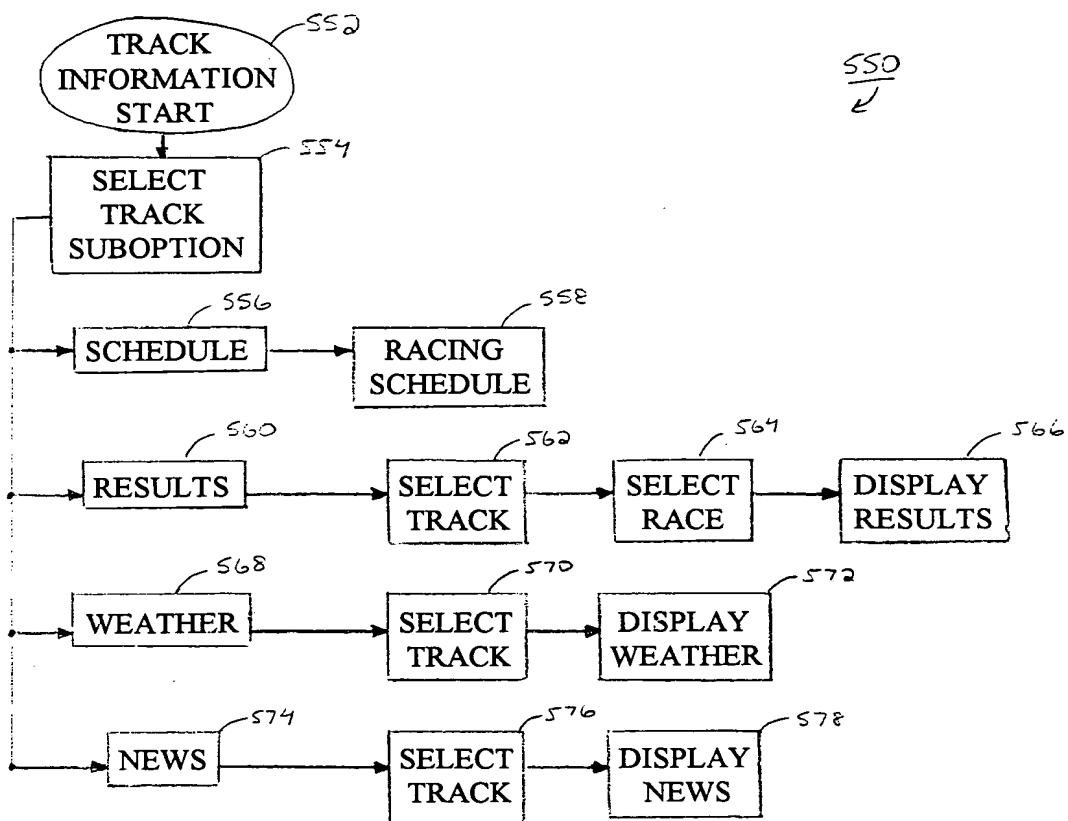 552
TRACK
INFORMATION
START
550
554
SELECT
TRACK
SUBOPTION
556
SCHEDULE
558
RACING
SCHEDULE
560
RESULTS
562
SELECT
TRACK
564
SELECT
RACE
566
DISPLAY
RESULTS
568
WEATHER
570
SELECT
TRACK
572
DISPLAY
WEATHER
574
NEWS
576
SELECT
TRACK
578
DISPLAY
NEWS